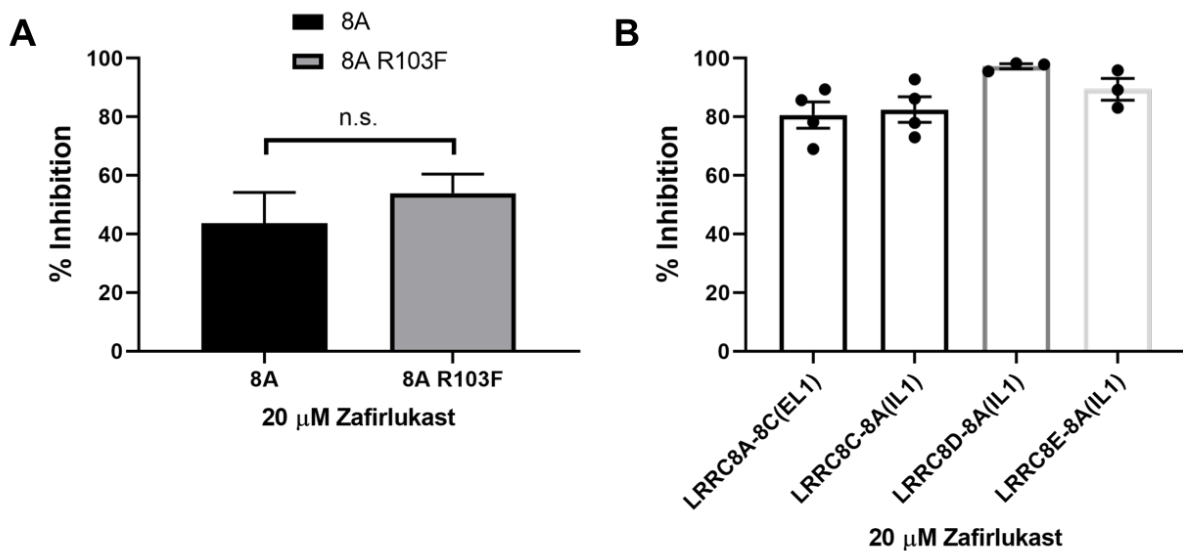 A
8A
8A R103F
% Inhibition
100
80
60
40
20
0
n.s.
8A
8A R103F
20 μM Zafirlukast
B
% Inhibition
100
80
60
40
20
0
LRRC8A-8C(EL1)
LRRC8C-8A(IL1)
LRRC8D-8A(IL1)
LRRC8E-8A(IL1)
20 μM Zafirlukast